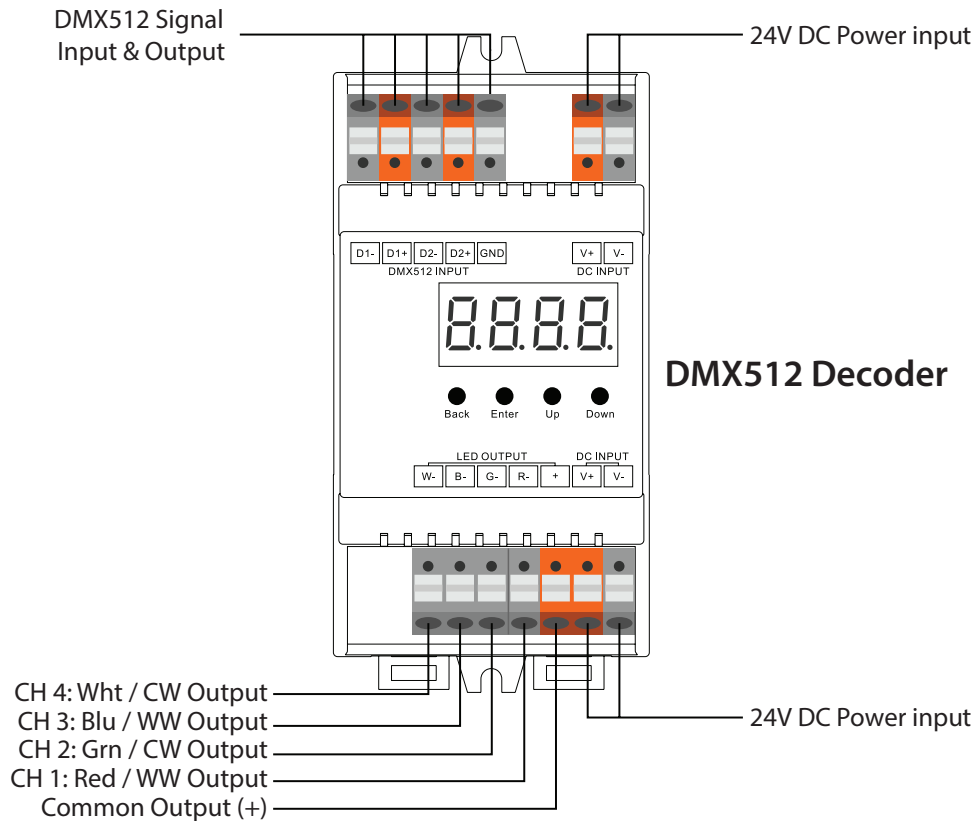 DMX512 Signal
Input & Output
24V DC Power input
D1- D1+ D2- D2+ GND
DMX512 INPUT
V+ V-
DC INPUT
8.8.8.8.
DMX512 Decoder
Back Enter Up Down
LED OUTPUT
DC INPUT
W- B- G- R- + V+ V-
CH 4: Wht / CW Output
CH 3: Blu / WW Output
CH 2: Grn / CW Output
CH 1: Red / WW Output
Common Output (+)
24V DC Power input